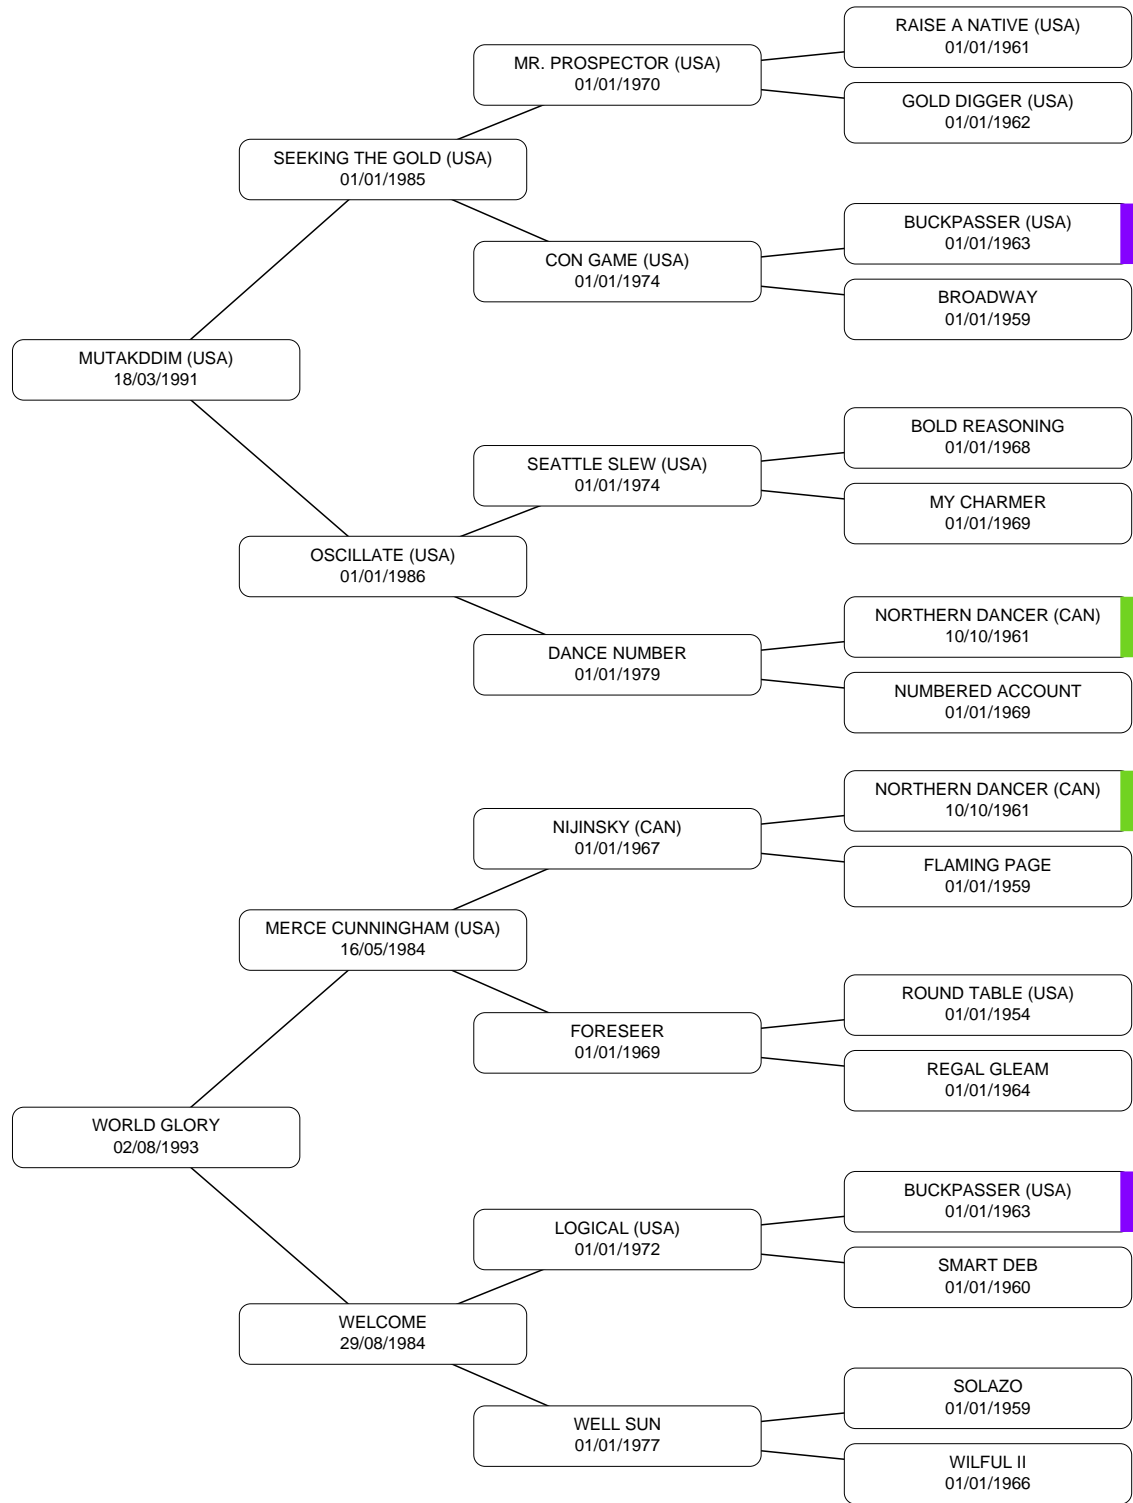 RAISE A NATIVE (USA)
01/01/1961
MR. PROSPECTOR (USA)
01/01/1970
GOLD DIGGER (USA)
01/01/1962
SEEKING THE GOLD (USA)
01/01/1985
BUCKPASSER (USA)
01/01/1963
CON GAME (USA)
01/01/1974
BROADWAY
01/01/1959
MUTAKDDIM (USA)
18/03/1991
BOLD REASONING
01/01/1968
SEATTLE SLEW (USA)
01/01/1974
MY CHARMER
01/01/1969
OSCILLATE (USA)
01/01/1986
NORTHERN DANCER (CAN)
10/10/1961
DANCE NUMBER
01/01/1979
NUMBERED ACCOUNT
01/01/1969
NORTHERN DANCER (CAN)
10/10/1961
NIJINSKY (CAN)
01/01/1967
FLAMING PAGE
01/01/1959
MERCE CUNNINGHAM (USA)
16/05/1984
ROUND TABLE (USA)
01/01/1954
FORESEER
01/01/1969
REGAL GLEAM
01/01/1964
WORLD GLORY
02/08/1993
BUCKPASSER (USA)
01/01/1963
LOGICAL (USA)
01/01/1972
SMART DEB
01/01/1960
WELCOME
29/08/1984
SOLAZO
01/01/1959
WELL SUN
01/01/1977
WILFUL II
01/01/1966